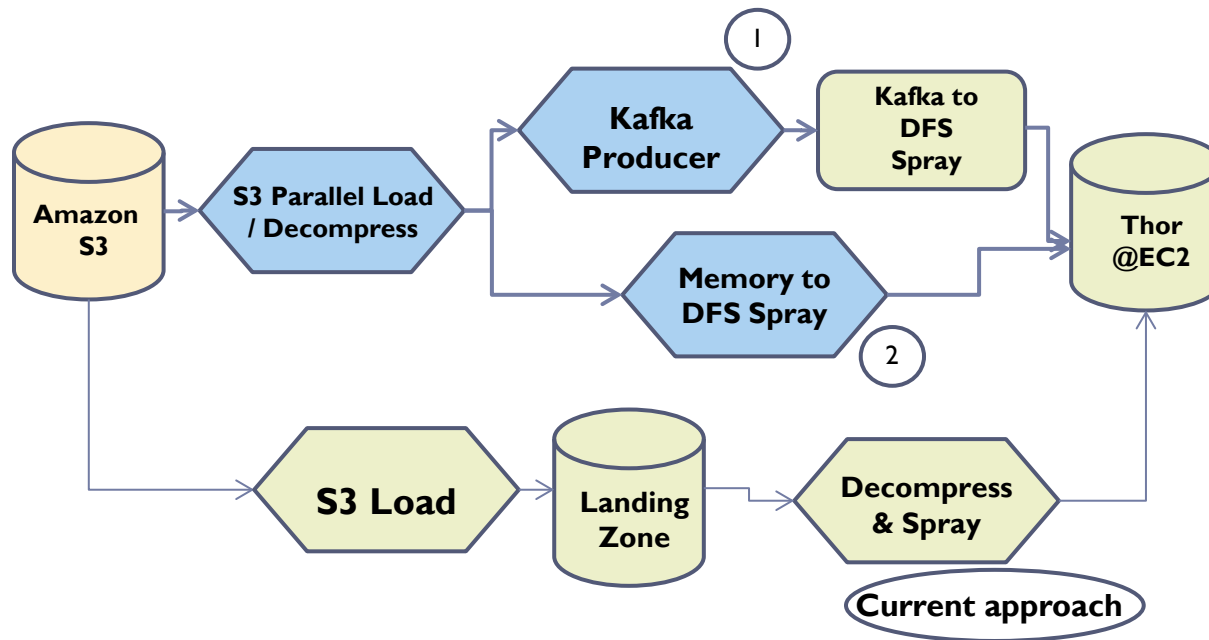 1
Kafka
Producer
Kafka to
DFS
Spray
Amazon
S3
S3 Parallel Load
/ Decompress
Thor
@EC2
Memory to
DFS Spray
2
S3 Load
Landing
Zone
Decompress
& Spray
Current approach